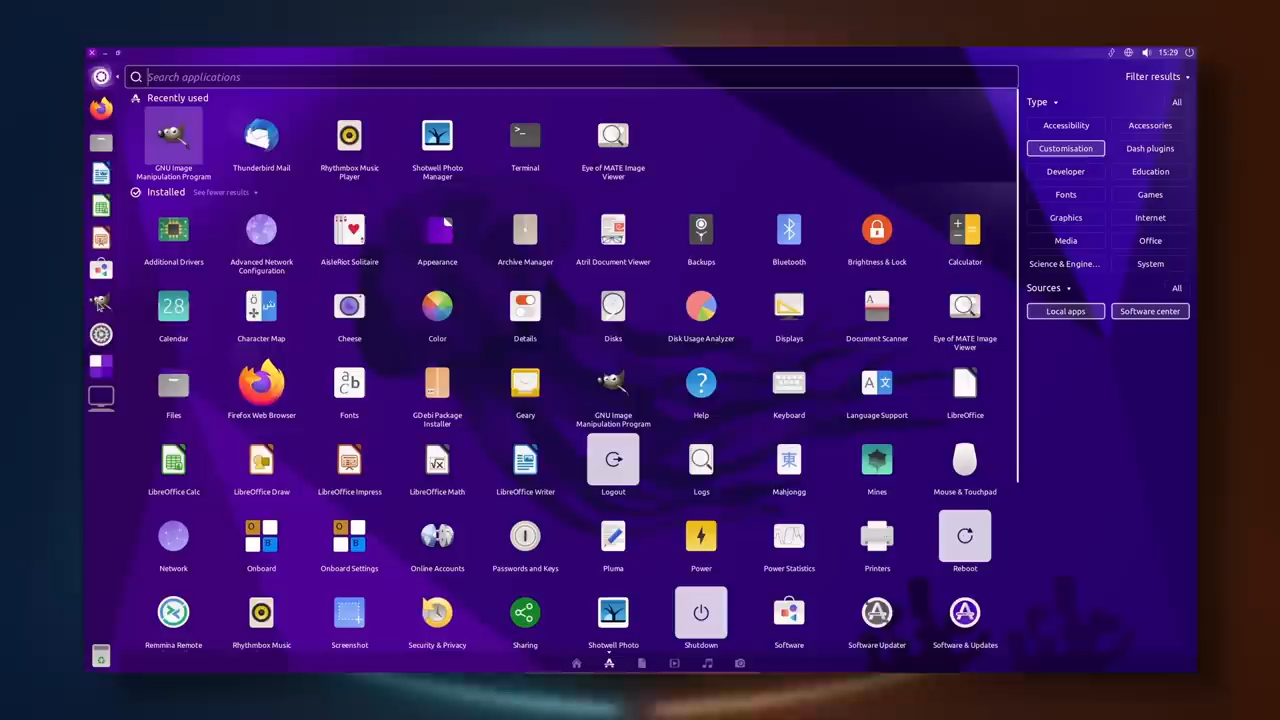 15:29
Search applications
Filter results
Recently used
Type
All
GNU Image
Manipulation Program
Thunderbird Mail
Rhythmbox Music
Player
Shotwell Photo
Manager
Terminal
Eye of MATE Image
Viewer
Accessibility
Accessories
Customisation
Dash plugins
Developer
Education
Fonts
Games
Graphics
Internet
Media
Office
Science & Engine...
System
Sources
All
Local apps
Software center
Installed
See fewer results
Additional Drivers
Advanced Network
Configuration
AisleRiot Solitaire
Appearance
Archive Manager
Atril Document Viewer
Backups
Bluetooth
Brightness & Lock
Calculator
28
Calendar
Character Map
Cheese
Color
Details
Disks
Disk Usage Analyzer
Displays
Document Scanner
Eye of MATE Image
Viewer
Files
Firefox Web Browser
Fonts
GDebi Package
Installer
Geary
GNU Image
Manipulation Program
Help
Keyboard
Language Support
LibreOffice
LibreOffice Calc
LibreOffice Draw
LibreOffice Impress
LibreOffice Math
LibreOffice Writer
Logout
Logs
東
Mahjongg
Mines
Mouse & Touchpad
Network
Onboard
Onboard Settings
Online Accounts
Passwords and Keys
Pluma
Power
Power Statistics
Printers
Reboot
Remmina Remote
Rhythmbox Music
Screenshot
Security & Privacy
Sharing
Shotwell Photo
Shutdown
Software
Software Updater
Software & Updates